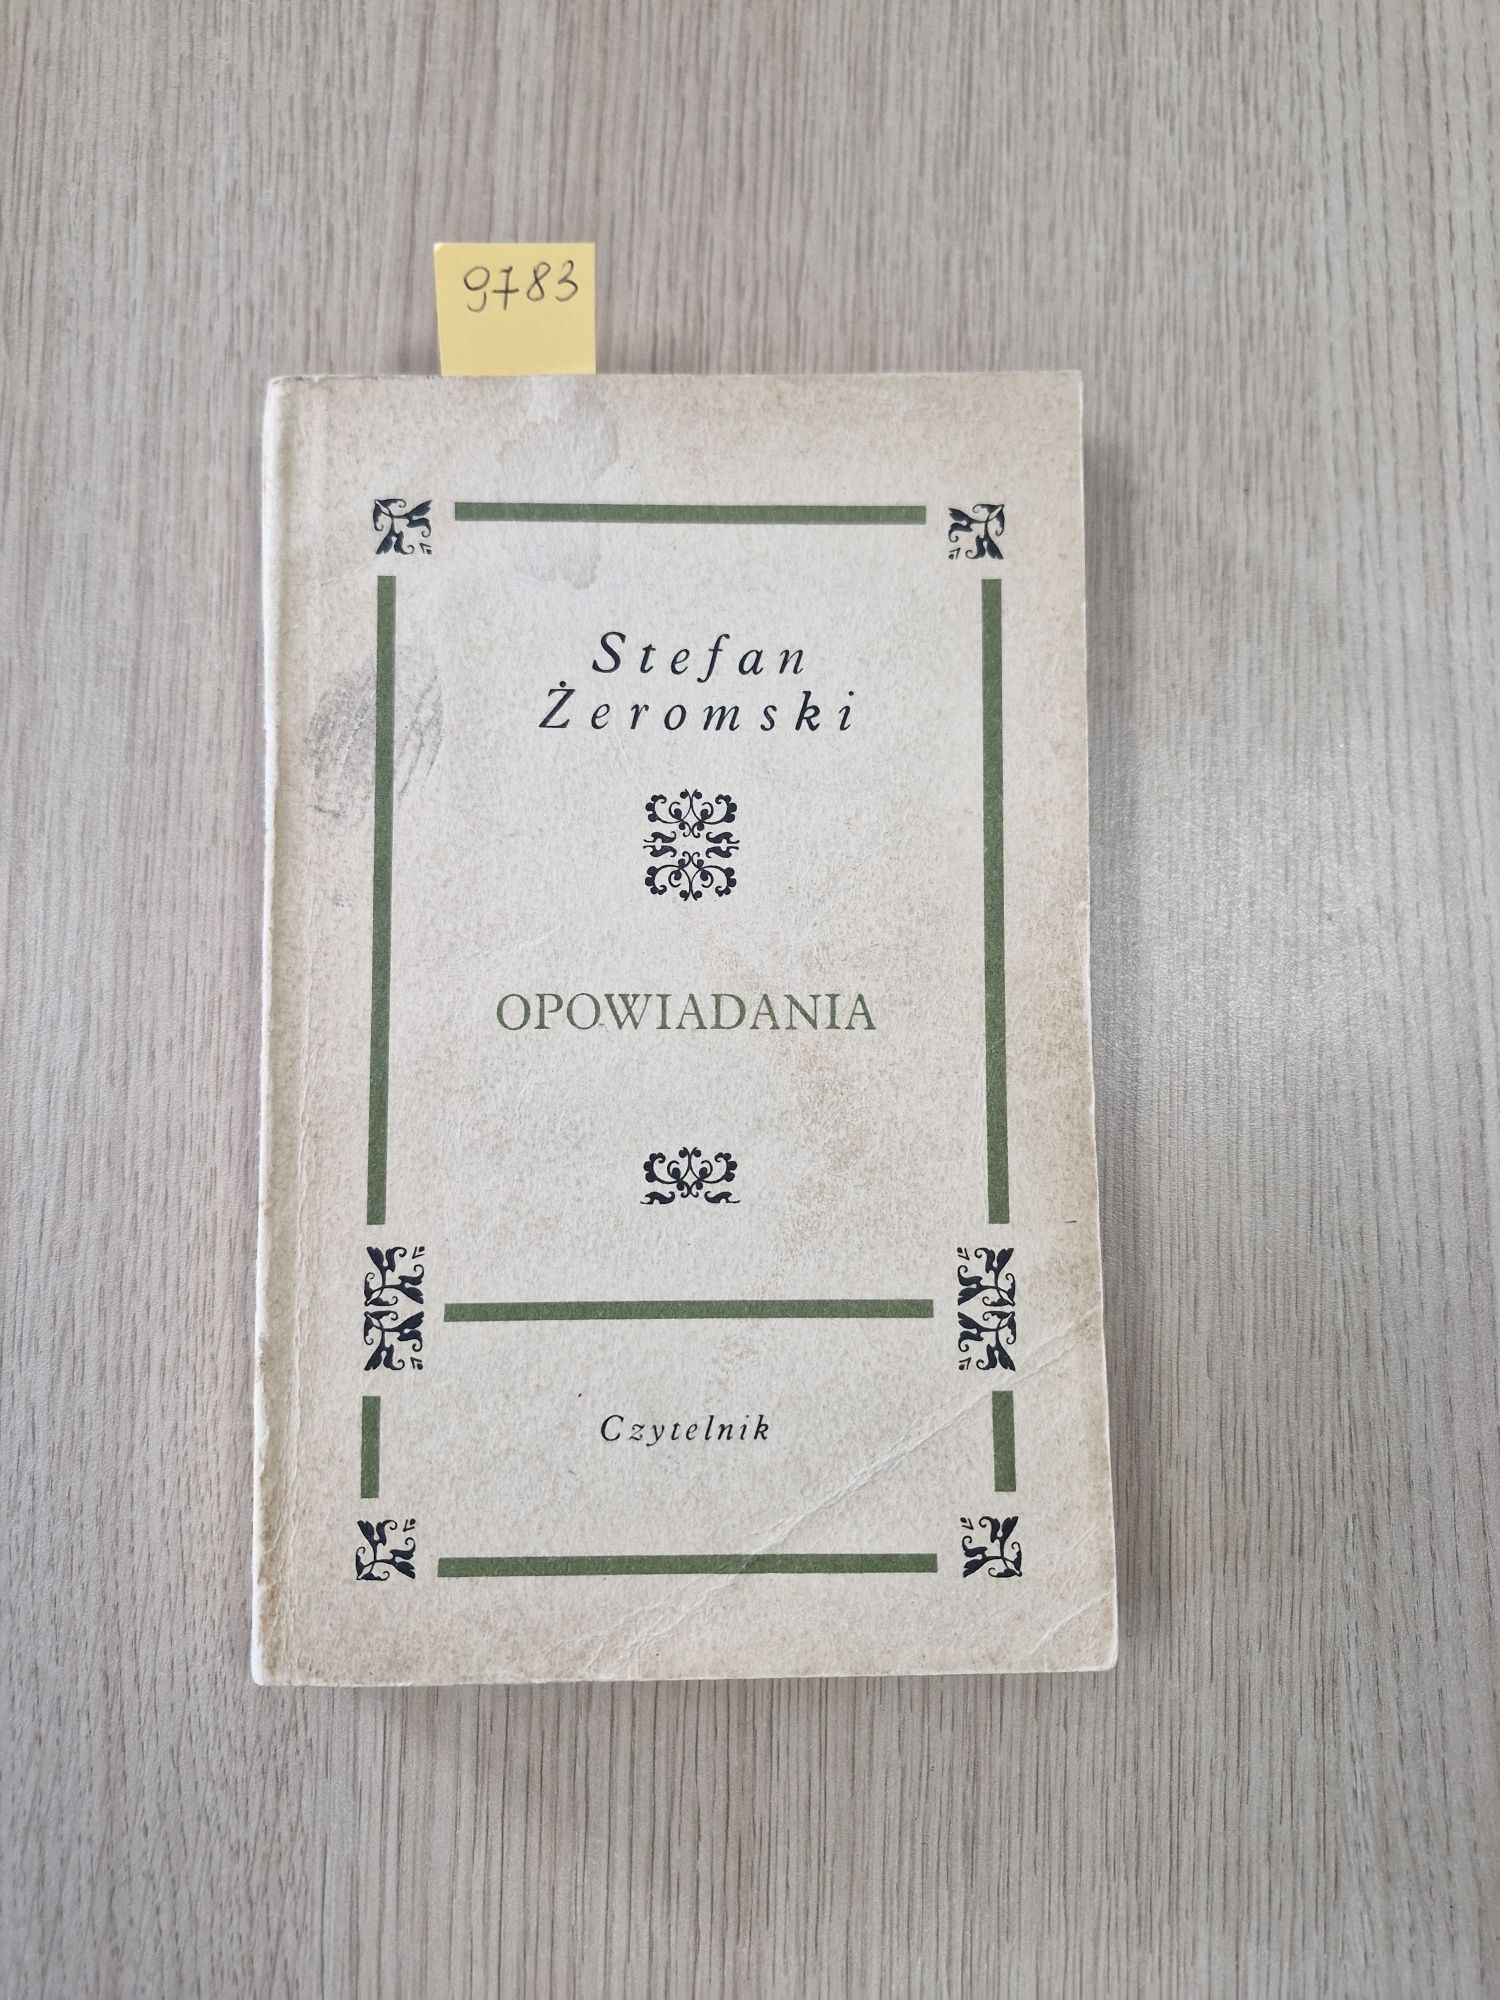 9783
Stefan
Żeromski
OPOWIADANIA
Czytelnik